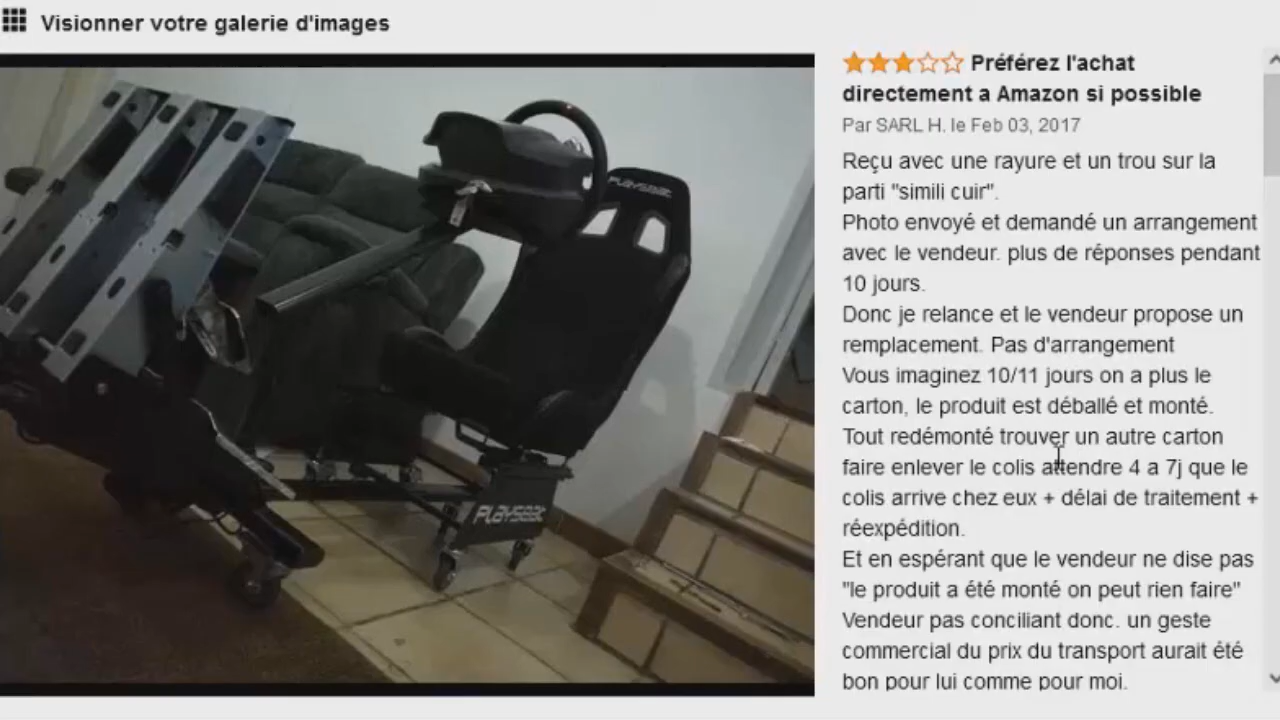 Visionner votre galerie d'images
Préférez l'achat
directement a Amazon si possible
Par SARL H. le Feb 03, 2017
Reçu avec une rayure et un trou sur la
parti "simili cuir".
Photo envoyé et demandé un arrangement
avec le vendeur. plus de réponses pendant
10 jours.
Donc je relance et le vendeur propose un
remplacement. Pas d'arrangement
Vous imaginez 10/11 jours on a plus le
carton, le produit est déballé et monté.
Tout redémonté trouver un autre carton
faire enlever le colis attendre 4 a 7j que le
colis arrive chez eux + délai de traitement +
réexpédition.
Et en espérant que le vendeur ne dise pas
"le produit a été monté on peut rien faire"
Vendeur pas conciliant donc. un geste
commercial du prix du transport aurait été
bon pour lui comme pour moi.
PLAYSEAT
PLAYSEAT